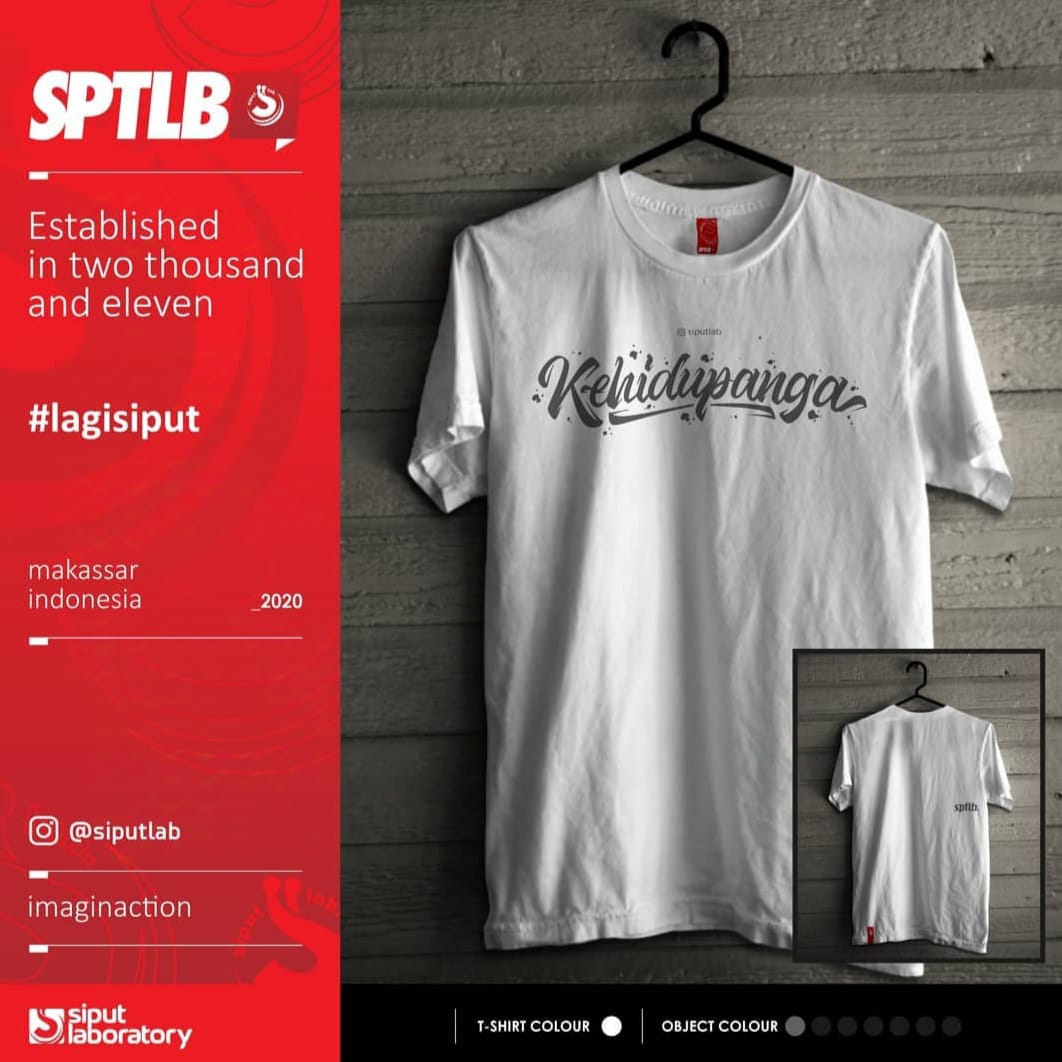 SPTLB
Established
in two thousand
and eleven
#lagisiput
makassar
indonesia
_2020
@siputlab
imaginaction
siput
laboratory
SPTLB
siputlab
Kehidupanga
sptlb.
T-SHIRT COLOUR
OBJECT COLOUR